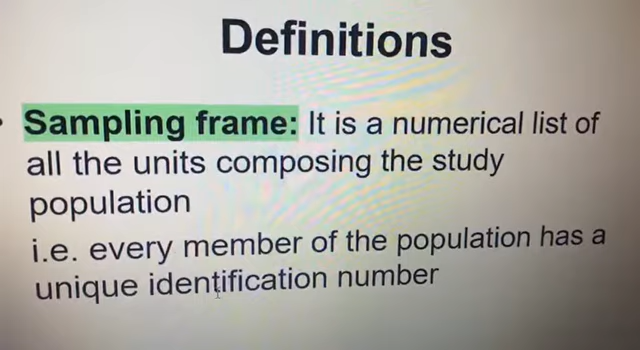 Definitions
• Sampling frame: It is a numerical list of
all the units composing the study
population
i.e. every member of the population has a
unique identification number